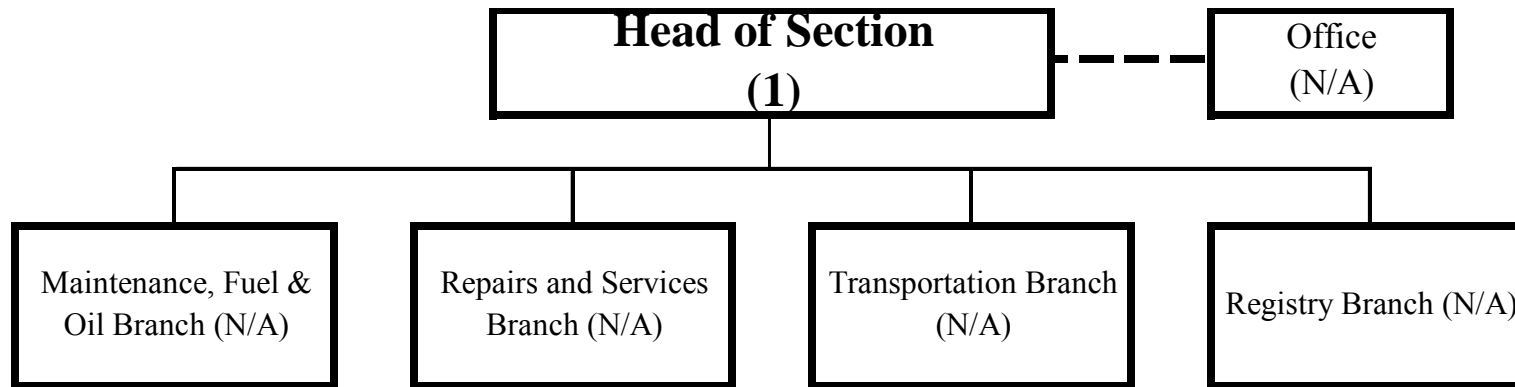 Head of Section
(1)
Office
(N/A)
Maintenance, Fuel &
Oil Branch (N/A)
Repairs and Services
Branch (N/A)
Transportation Branch
(N/A)
Registry Branch (N/A)